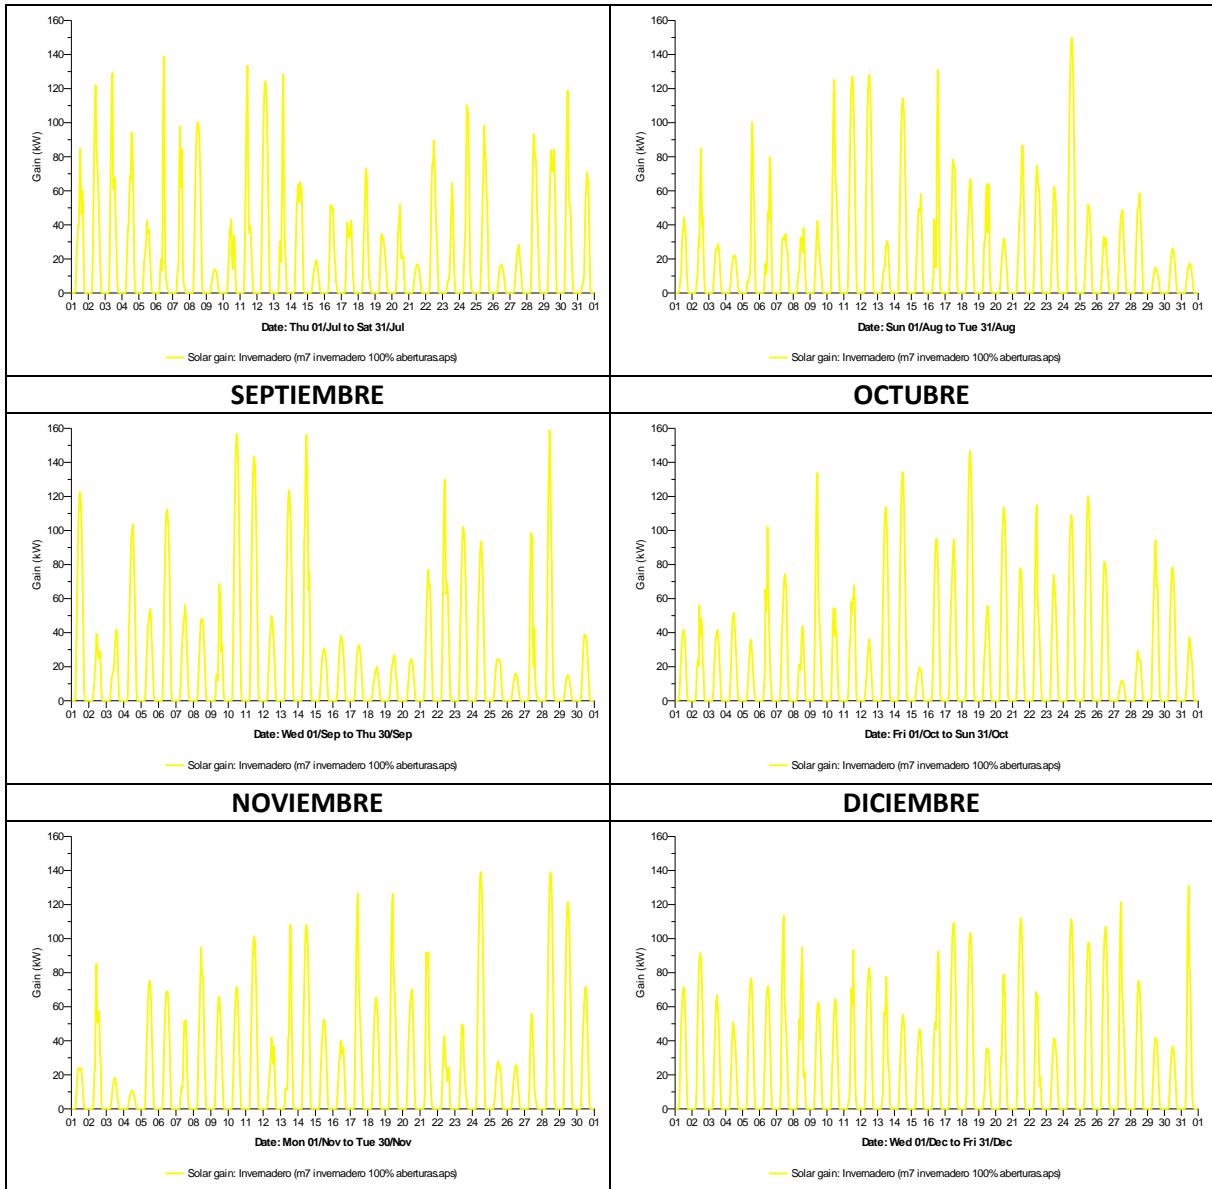 160
140
120
100
80
60
40
20
0
Gain (kW)
01 02 03 04 05 06 07 08 09 10 11 12 13 14 15 16 17 18 19 20 21 22 23 24 25 26 27 28 29 30 31 01
Date: Thu 01/Jul to Sat 31/Jul
Solar gain: Invernadero (m7 invernadero 100% aberturas.aps)
160
140
120
100
80
60
40
20
0
Gain (kW)
01 02 03 04 05 06 07 08 09 10 11 12 13 14 15 16 17 18 19 20 21 22 23 24 25 26 27 28 29 30 31 01
Date: Sun 01/Aug to Tue 31/Aug
Solar gain: Invernadero (m7 invernadero 100% aberturas.aps)
SEPTIEMBRE
OCTUBRE
160
140
120
100
80
60
40
20
0
Gain (kW)
01 02 03 04 05 06 07 08 09 10 11 12 13 14 15 16 17 18 19 20 21 22 23 24 25 26 27 28 29 30 01
Date: Wed 01/Sep to Thu 30/Sep
Solar gain: Invernadero (m7 invernadero 100% aberturas.aps)
160
140
120
100
80
60
40
20
0
Gain (kW)
01 02 03 04 05 06 07 08 09 10 11 12 13 14 15 16 17 18 19 20 21 22 23 24 25 26 27 28 29 30 31 01
Date: Fri 01/Oct to Sun 31/Oct
Solar gain: Invernadero (m7 invernadero 100% aberturas.aps)
NOVIEMBRE
DICIEMBRE
160
140
120
100
80
60
40
20
0
Gain (kW)
01 02 03 04 05 06 07 08 09 10 11 12 13 14 15 16 17 18 19 20 21 22 23 24 25 26 27 28 29 30 01
Date: Mon 01/Nov to Tue 30/Nov
Solar gain: Invernadero (m7 invernadero 100% aberturas.aps)
160
140
120
100
80
60
40
20
0
Gain (kW)
01 02 03 04 05 06 07 08 09 10 11 12 13 14 15 16 17 18 19 20 21 22 23 24 25 26 27 28 29 30 31 01
Date: Wed 01/Dec to Fri 31/Dec
Solar gain: Invernadero (m7 invernadero 100% aberturas.aps)